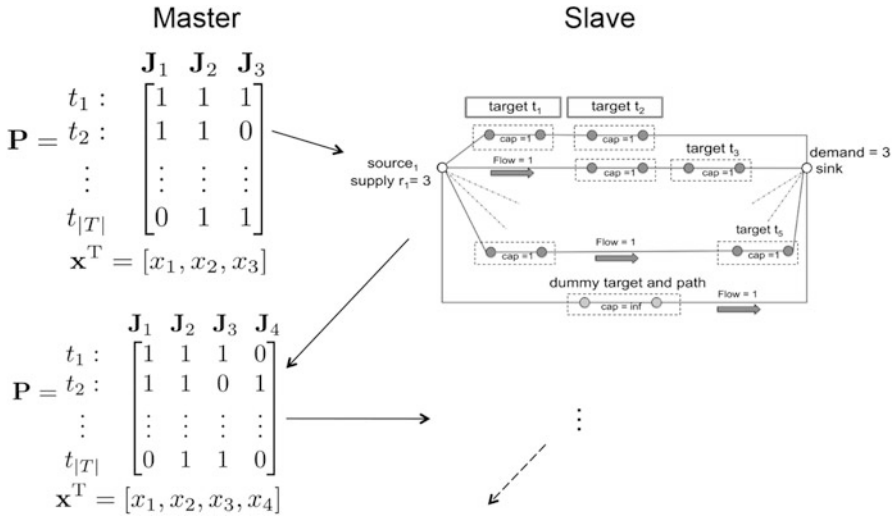 Master
J₁ J₂ J₃
t₁ : 1 1 1
P = t₂ : 1 1 0
⋮ ⋮ ⋮ ⋮
t|T| 0 1 1
xᵀ = [x₁, x₂, x₃]
Slave
target t₁ target t₂
cap =1 cap =1
target t₃
source₁
supply r₁= 3
Flow = 1
cap =1 cap =1
demand = 3
sink
target t₅
Flow = 1
cap =1 cap =1
dummy target and path
cap = inf
Flow = 1
J₁ J₂ J₃ J₄
t₁ : 1 1 1 0
P = t₂ : 1 1 0 1
⋮ ⋮ ⋮ ⋮ ⋮
t|T| 0 1 1 0
xᵀ = [x₁, x₂, x₃, x₄]
⋮